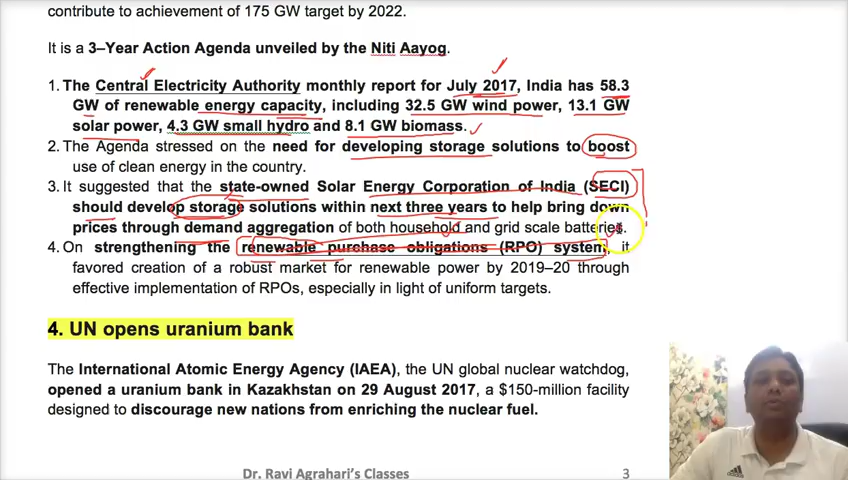 contribute to achievement of 175 GW target by 2022.
It is a 3–Year Action Agenda unveiled by the Niti Aayog.
1. The Central Electricity Authority monthly report for July 2017, India has 58.3
GW of renewable energy capacity, including 32.5 GW wind power, 13.1 GW
solar power, 4.3 GW small hydro and 8.1 GW biomass.
2. The Agenda stressed on the need for developing storage solutions to boost
use of clean energy in the country.
3. It suggested that the state-owned Solar Energy Corporation of India (SECI)
should develop storage solutions within next three years to help bring down
prices through demand aggregation of both household and grid scale batteries.
4. On strengthening the renewable purchase obligations (RPO) system, it
favored creation of a robust market for renewable power by 2019–20 through
effective implementation of RPOs, especially in light of uniform targets.
4. UN opens uranium bank
The International Atomic Energy Agency (IAEA), the UN global nuclear watchdog,
opened a uranium bank in Kazakhstan on 29 August 2017, a $150-million facility
designed to discourage new nations from enriching the nuclear fuel.
Dr. Ravi Agrahari's Classes 3